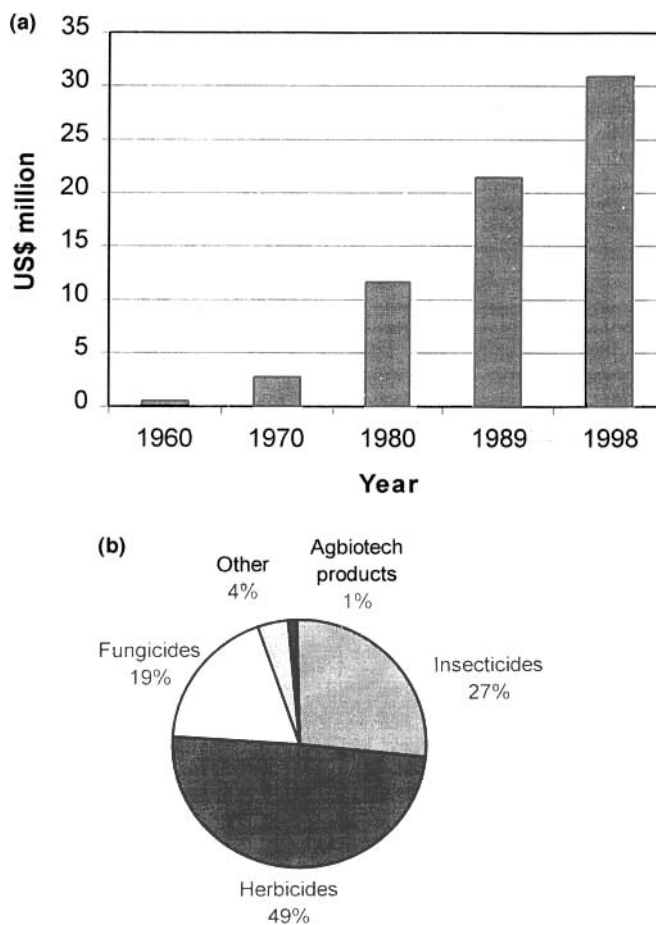 (a)
35
30
25
20
15
10
5
0
US$ million
1960 1970 1980 1989 1998
Year
(b)
Other
4%
Agbiotech
products
1%
Fungicides
19%
Insecticides
27%
Herbicides
49%